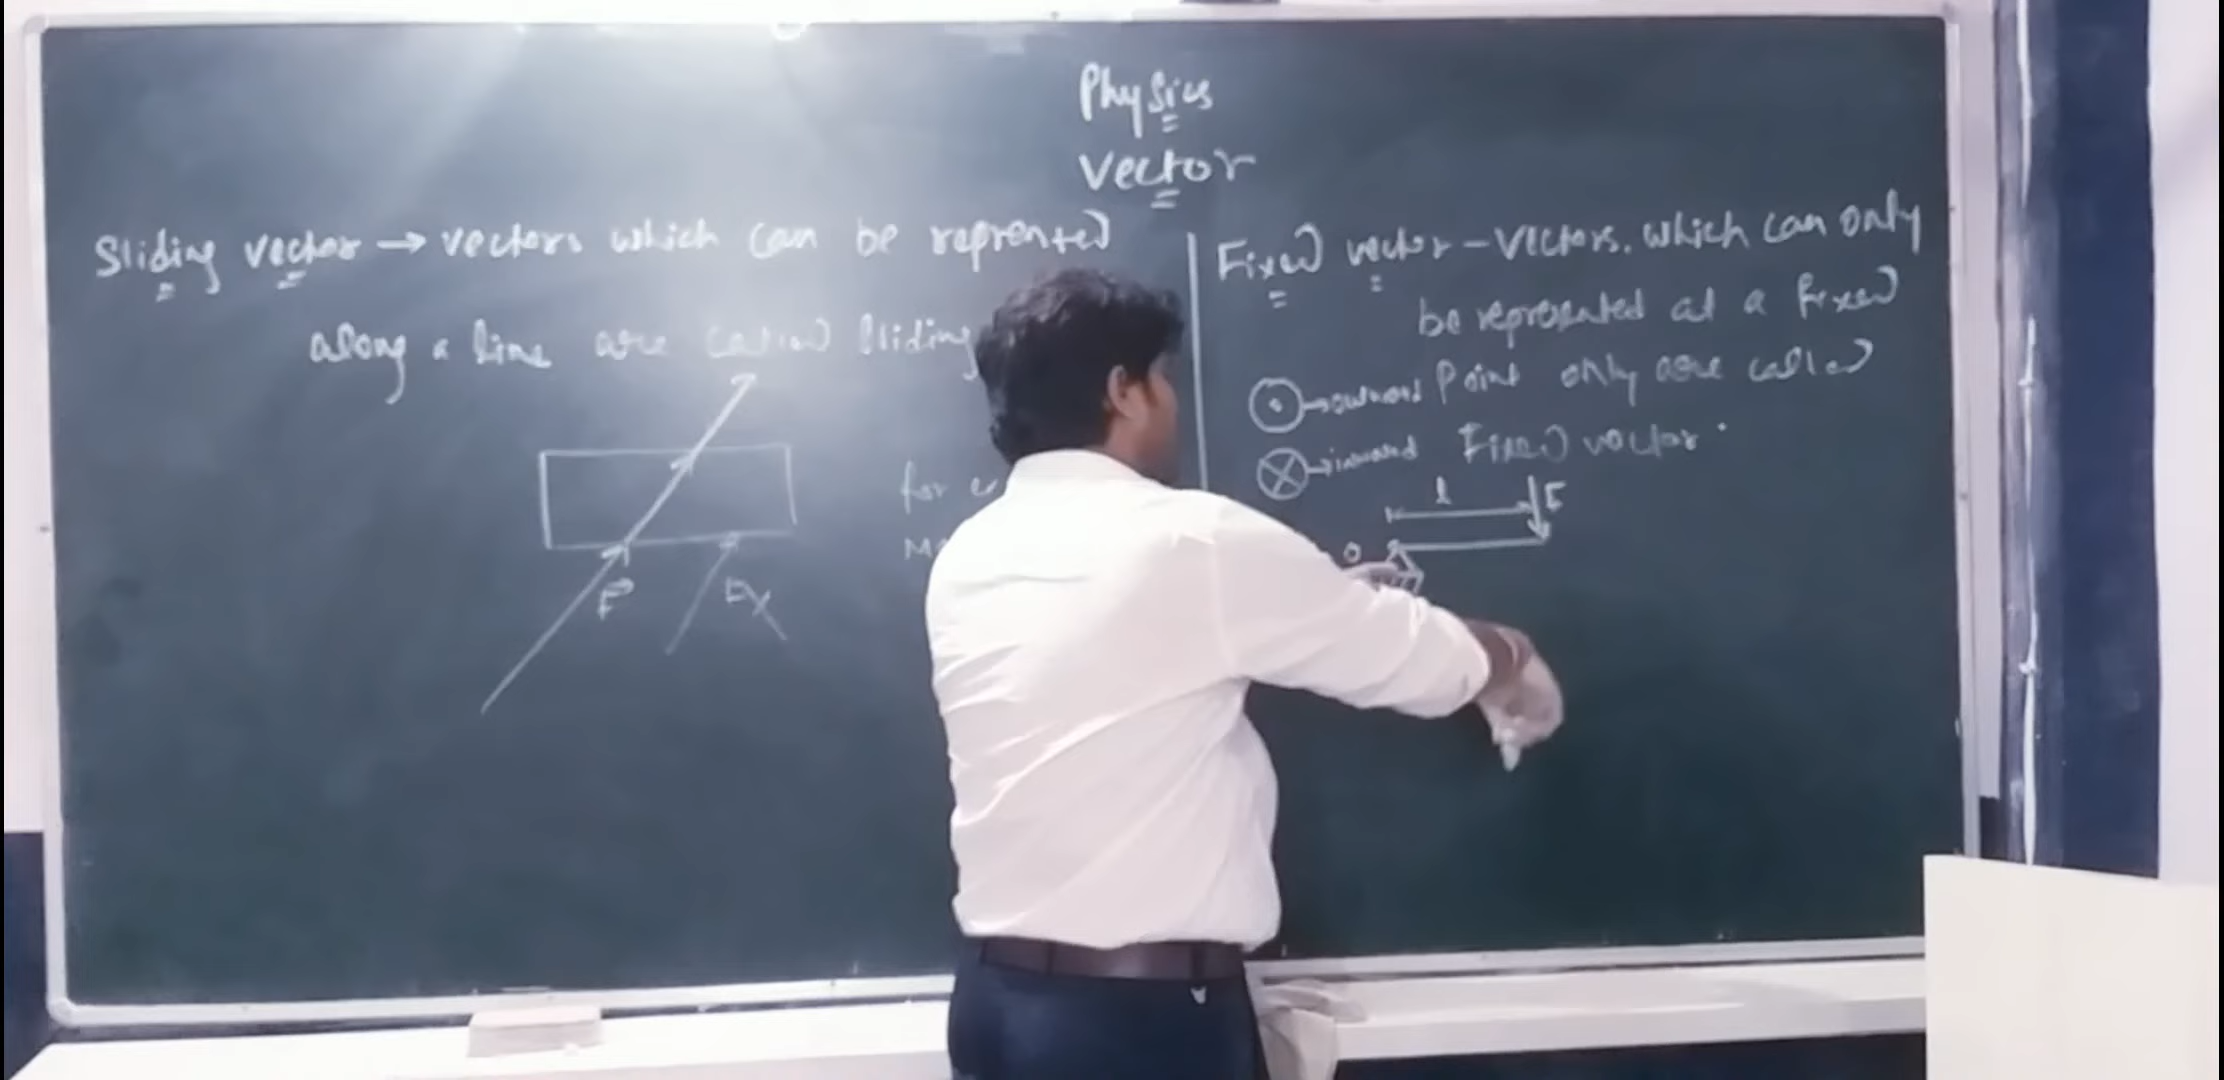 Physics
Vector
Sliding vector → vectors which can be reprented
along a line are called sliding
for
F
F
Fixed vector - Vectors. which can only
be represented at a fixed
point only are called
Fixed vector.
→ outward
→ inward
l
F
O